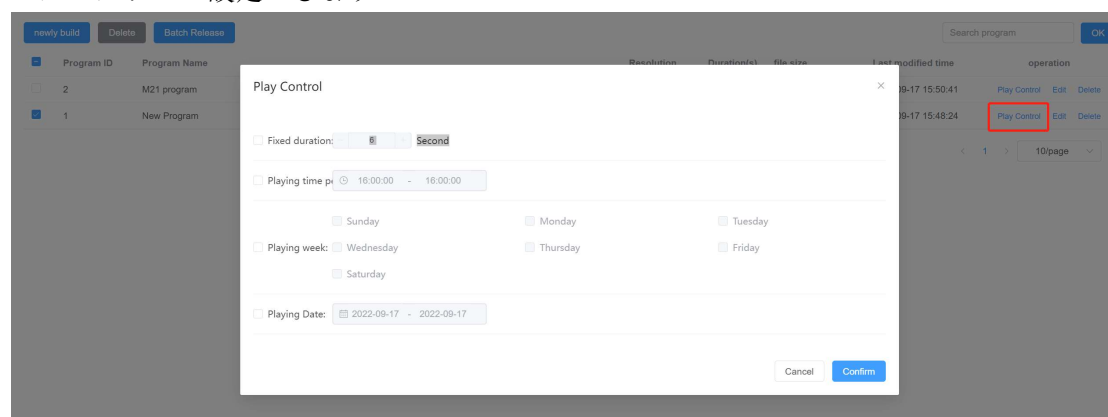 newly build Delete Batch Release Search program OK
Program ID Program Name Resolution Duration(s) file size Last modified time operation
2 M21 program 09-17 15:50:41 Play Control Edit Delete
1 New Program 09-17 15:48:24 Play Control Edit Delete
1 10/page
Play Control
Fixed duration: 6 Second
Playing time 16:00:00 - 16:00:00
Sunday Monday Tuesday
Playing week: Wednesday Thursday Friday
Saturday
Playing Date: 2022-09-17 - 2022-09-17
Cancel Confirm